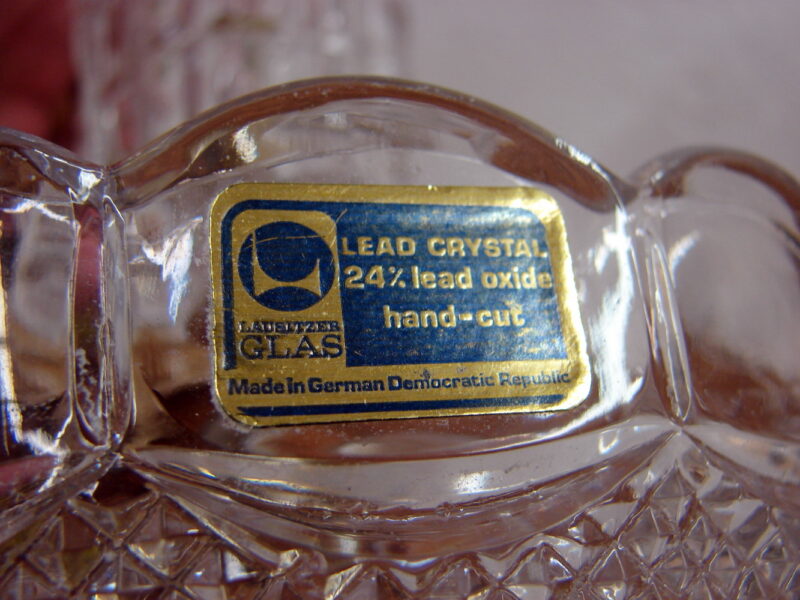 LEAD CRYSTAL
24% lead oxide
hand-cut
LAUSITZER
GLAS
Made in German Democratic Republic